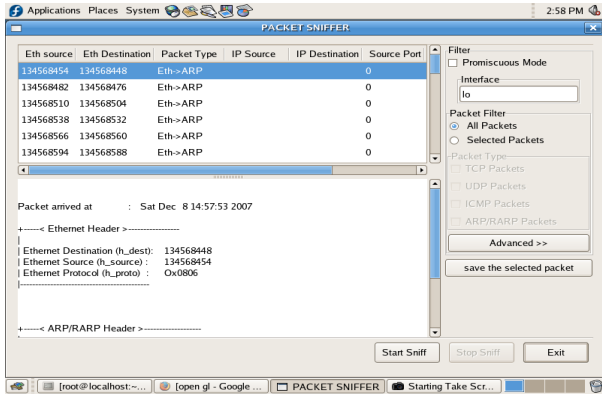 Applications Places System 2:58 PM
PACKET SNIFFER
Eth source Eth Destination Packet Type IP Source IP Destination Source Port
134568454 134568448 Eth->ARP 0
134568482 134568476 Eth->ARP 0
134568510 134568504 Eth->ARP 0
134568538 134568532 Eth->ARP 0
134568566 134568560 Eth->ARP 0
134568594 134568588 Eth->ARP 0
Filter
Promiscuous Mode
Interface
lo
Packet Filter
All Packets
Selected Packets
Packet Type
TCP Packets
UDP Packets
ICMP Packets
ARP/RARP Packets
Advanced >>
save the selected packet
Packet arrived at : Sat Dec 8 14:57:53 2007
+-----< Ethernet Header >-----------------
|
| Ethernet Destination (h_dest): 134568448
| Ethernet Source (h_source) : 134568454
| Ethernet Protocol (h_proto) : Ox0806
|-------------------------------------------
+-----< ARP/RARP Header >-------------------
Start Sniff Stop Sniff Exit
[root@localhost:~... [open gl - Google ... PACKET SNIFFER Starting Take Scr...